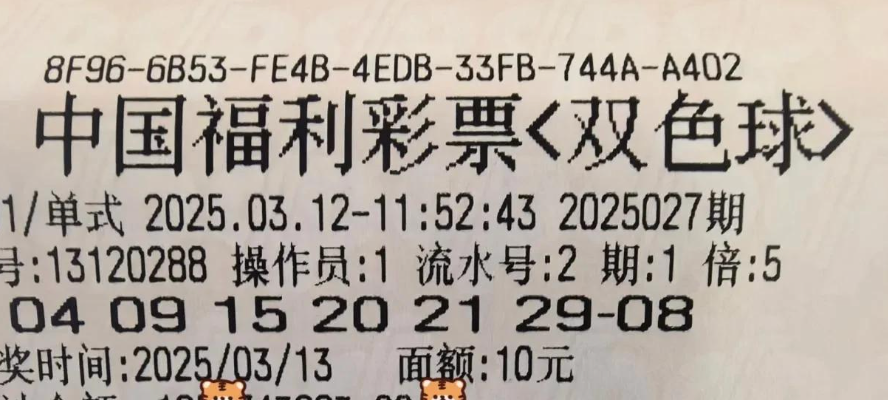 8F96-6B53-FE4B-4EDB-33FB-744A-A402
中国福利彩票<双色球>
1/单式 2025.03.12-11:52:43 2025027期
号:13120288 操作员:1 流水号:2 期:1 倍:5
04 09 15 20 21 29-08
奖时间:2025/03/13 面额:10元